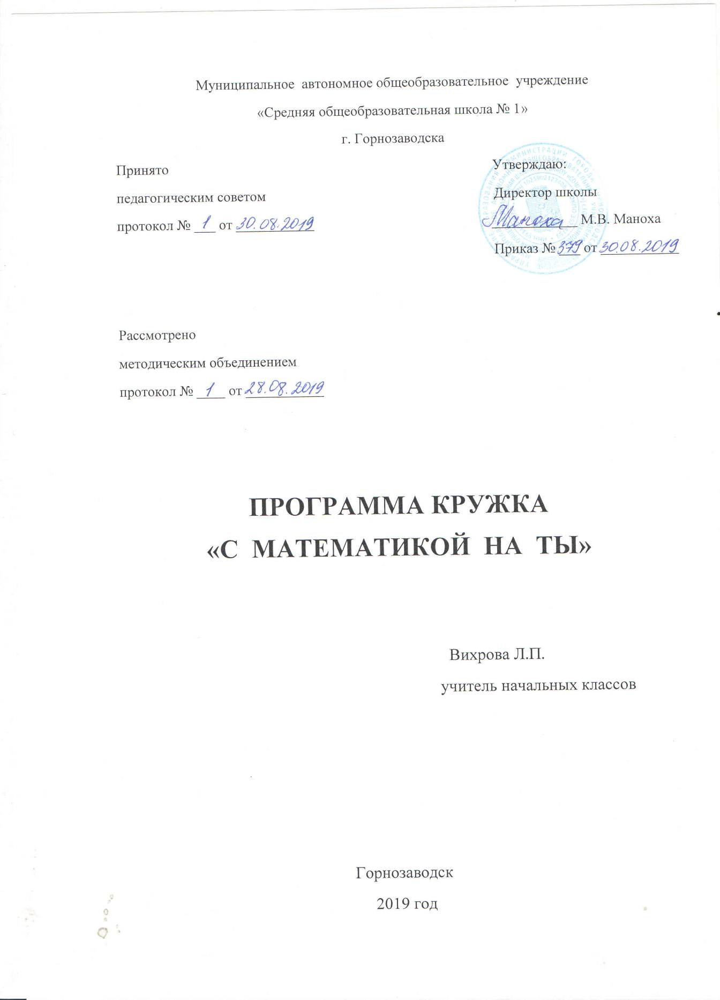 Муниципальное автономное общеобразовательное учреждение
«Средняя общеобразовательная школа № 1»
г. Горнозаводска
Принято
педагогическим советом
протокол № 1 от 30.08.2019
Утверждаю:
Директор школы
Маноха М.В. Маноха
Приказ № 379 от 30.08.2019
Рассмотрено
методическим объединением
протокол № 1 от 28.08.2019
ПРОГРАММА КРУЖКА
«С МАТЕМАТИКОЙ НА ТЫ»
Вихрова Л.П.
учитель начальных классов
Горнозаводск
2019 год